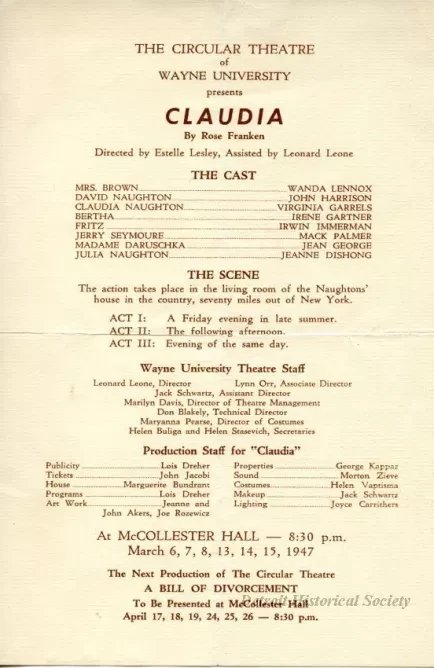 THE CIRCULAR THEATRE
of
WAYNE UNIVERSITY
presents
CLAUDIA
By Rose Franken
Directed by Estelle Lesley, Assisted by Leonard Leone
THE CAST
MRS. BROWN WANDA LENNOX
DAVID NAUGHTON JOHN HARRISON
CLAUDIA NAUGHTON VIRGINIA GARRELS
BERTHA IRENE GARTNER
FRITZ IRWIN IMMERMAN
JERRY SEYMOURE MACK PALMER
MADAME DARUSCHKA JEAN GEORGE
JULIA NAUGHTON JEANNE DISHONG
THE SCENE
The action takes place in the living room of the Naughtons'
house in the country, seventy miles out of New York.
ACT I: A Friday evening in late summer.
ACT II: The following afternoon.
ACT III: Evening of the same day.
Wayne University Theatre Staff
Leonard Leone, Director Lynn Orr, Associate Director
Jack Schwartz, Assistant Director
Marilyn Davis, Director of Theatre Management
Don Blakely, Technical Director
Maryanna Pearse, Director of Costumes
Helen Buliga and Helen Stasevich, Secretaries
Production Staff for "Claudia"
Publicity Lois Dreher
Tickets John Jacobi
House Marguerite Bundrant
Programs Lois Dreher
Art Work Jeanne and
John Akers, Joe Rozewicz
Properties George Kappaz
Sound Morton Zieve
Costumes Helen Vaptisma
Makeup Jack Schwartz
Lighting Joyce Carrithers
At McCOLLESTER HALL — 8:30 p.m.
March 6, 7, 8, 13, 14, 15, 1947
The Next Production of The Circular Theatre
A BILL OF DIVORCEMENT
To Be Presented at McCollester Hall
April 17, 18, 19, 24, 25, 26 — 8:30 p.m.
Detroit Historical Society